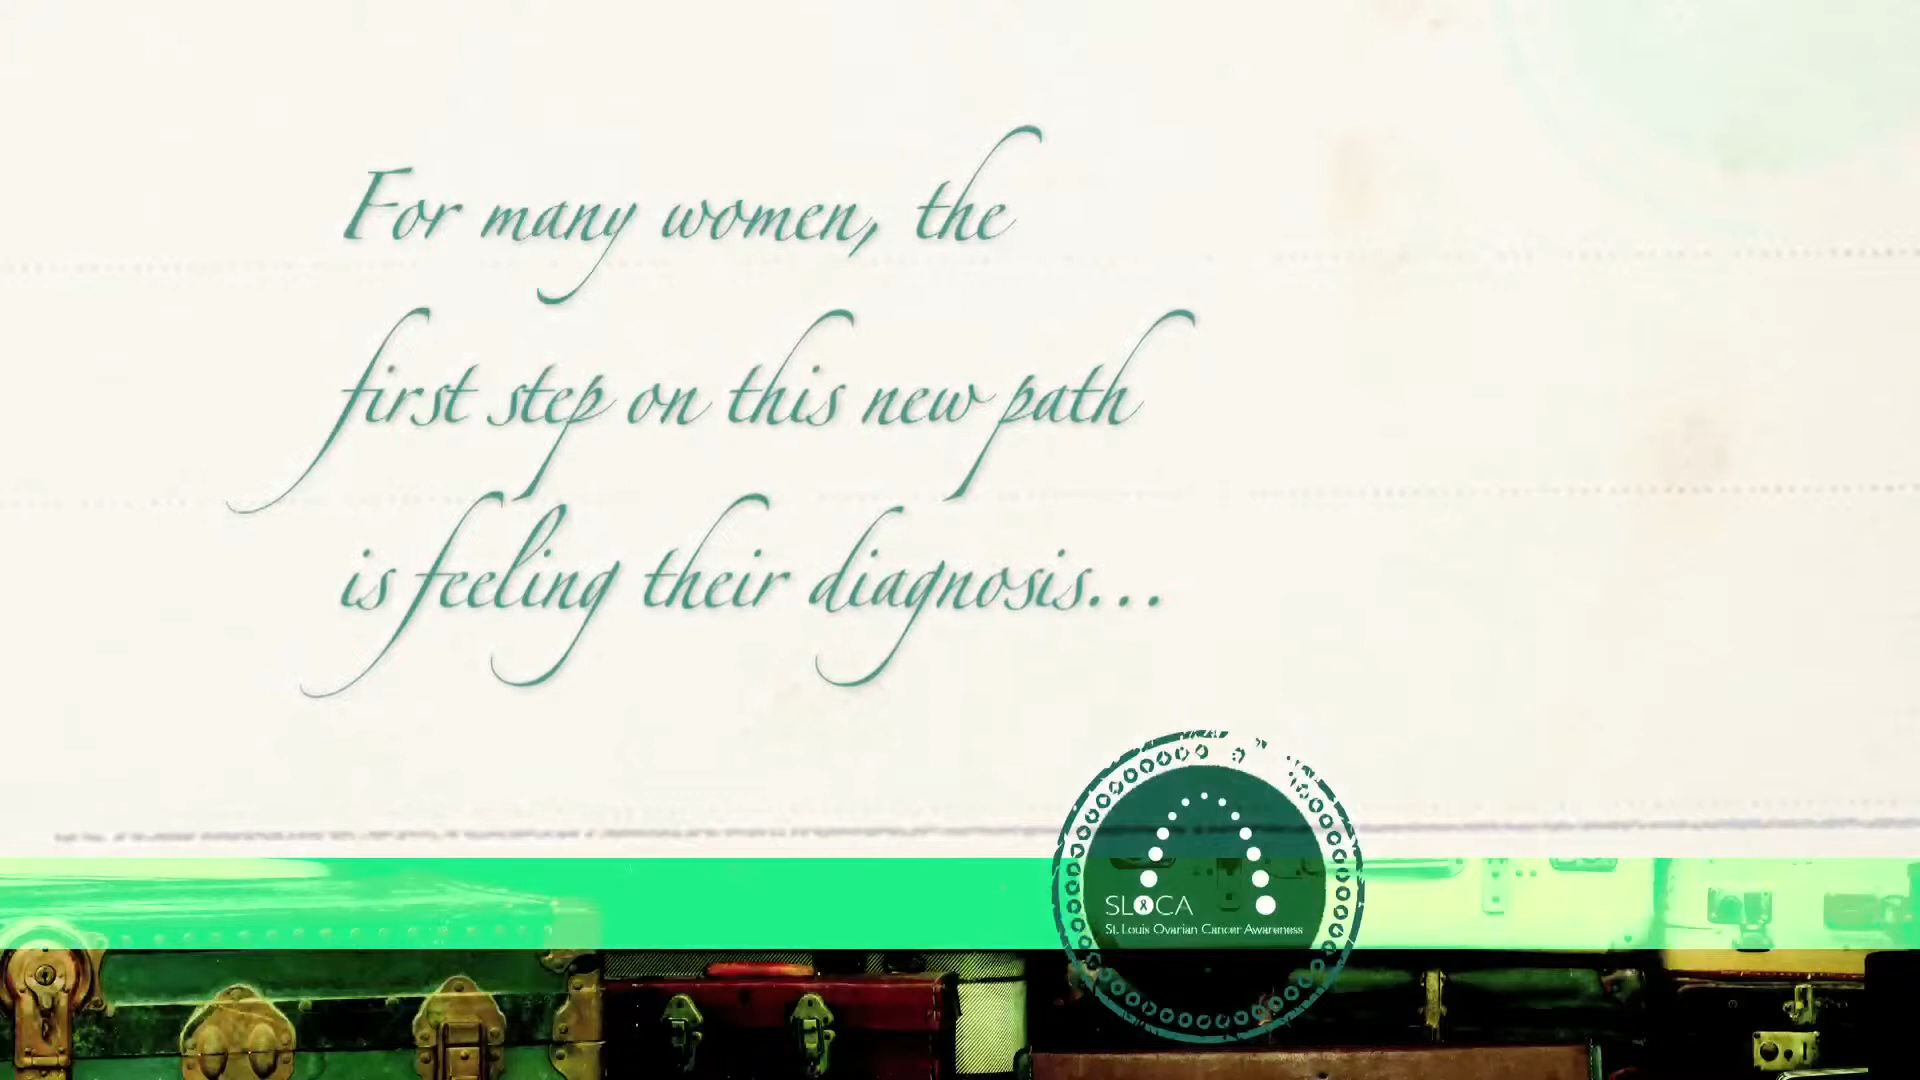 For many women, the
first step on this new path
is feeling their diagnosis...
SLOCA
St. Louis Ovarian Cancer Awareness